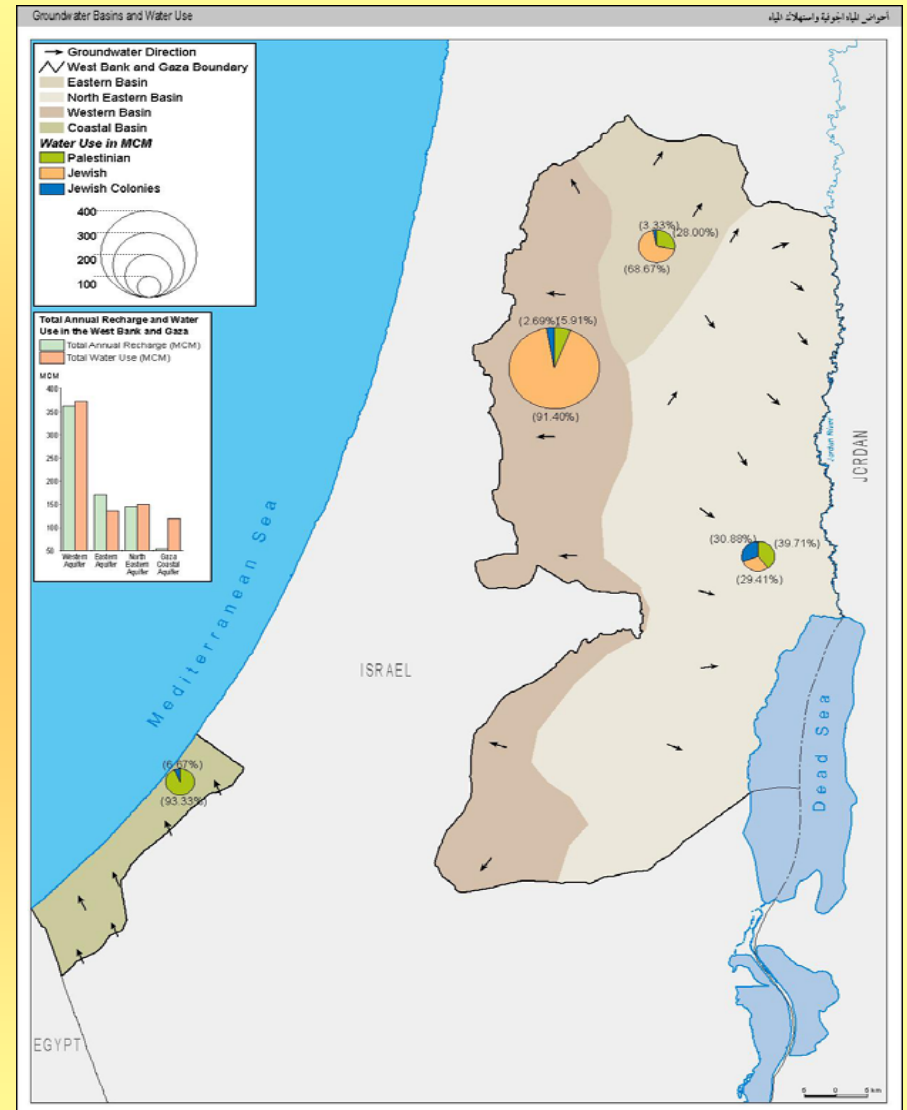 Groundwater Basins and Water Use
أحواض المياه الجوفية واستهلاك المياه
Groundwater Direction
West Bank and Gaza Boundary
Eastern Basin
North Eastern Basin
Western Basin
Coastal Basin
Water Use in MCM
Palestinian
Jewish
Jewish Colonies
400
300
200
100
Total Annual Recharge and Water
Use in the West Bank and Gaza
Total Annual Recharge (MCM)
Total Water Use (MCM)
MCM
400
350
300
250
200
150
100
50
Western Aquifer
Eastern Aquifer
North Eastern Aquifer
Gaza Coastal Aquifer
(3.33%)
(28.00%)
(68.67%)
(2.69%)
(5.91%)
(91.40%)
(30.88%)
(39.71%)
(29.41%)
(6.67%)
(93.33%)
Mediterranean Sea
ISRAEL
Jordan River
JORDAN
Dead Sea
EGYPT
5 0 5 km